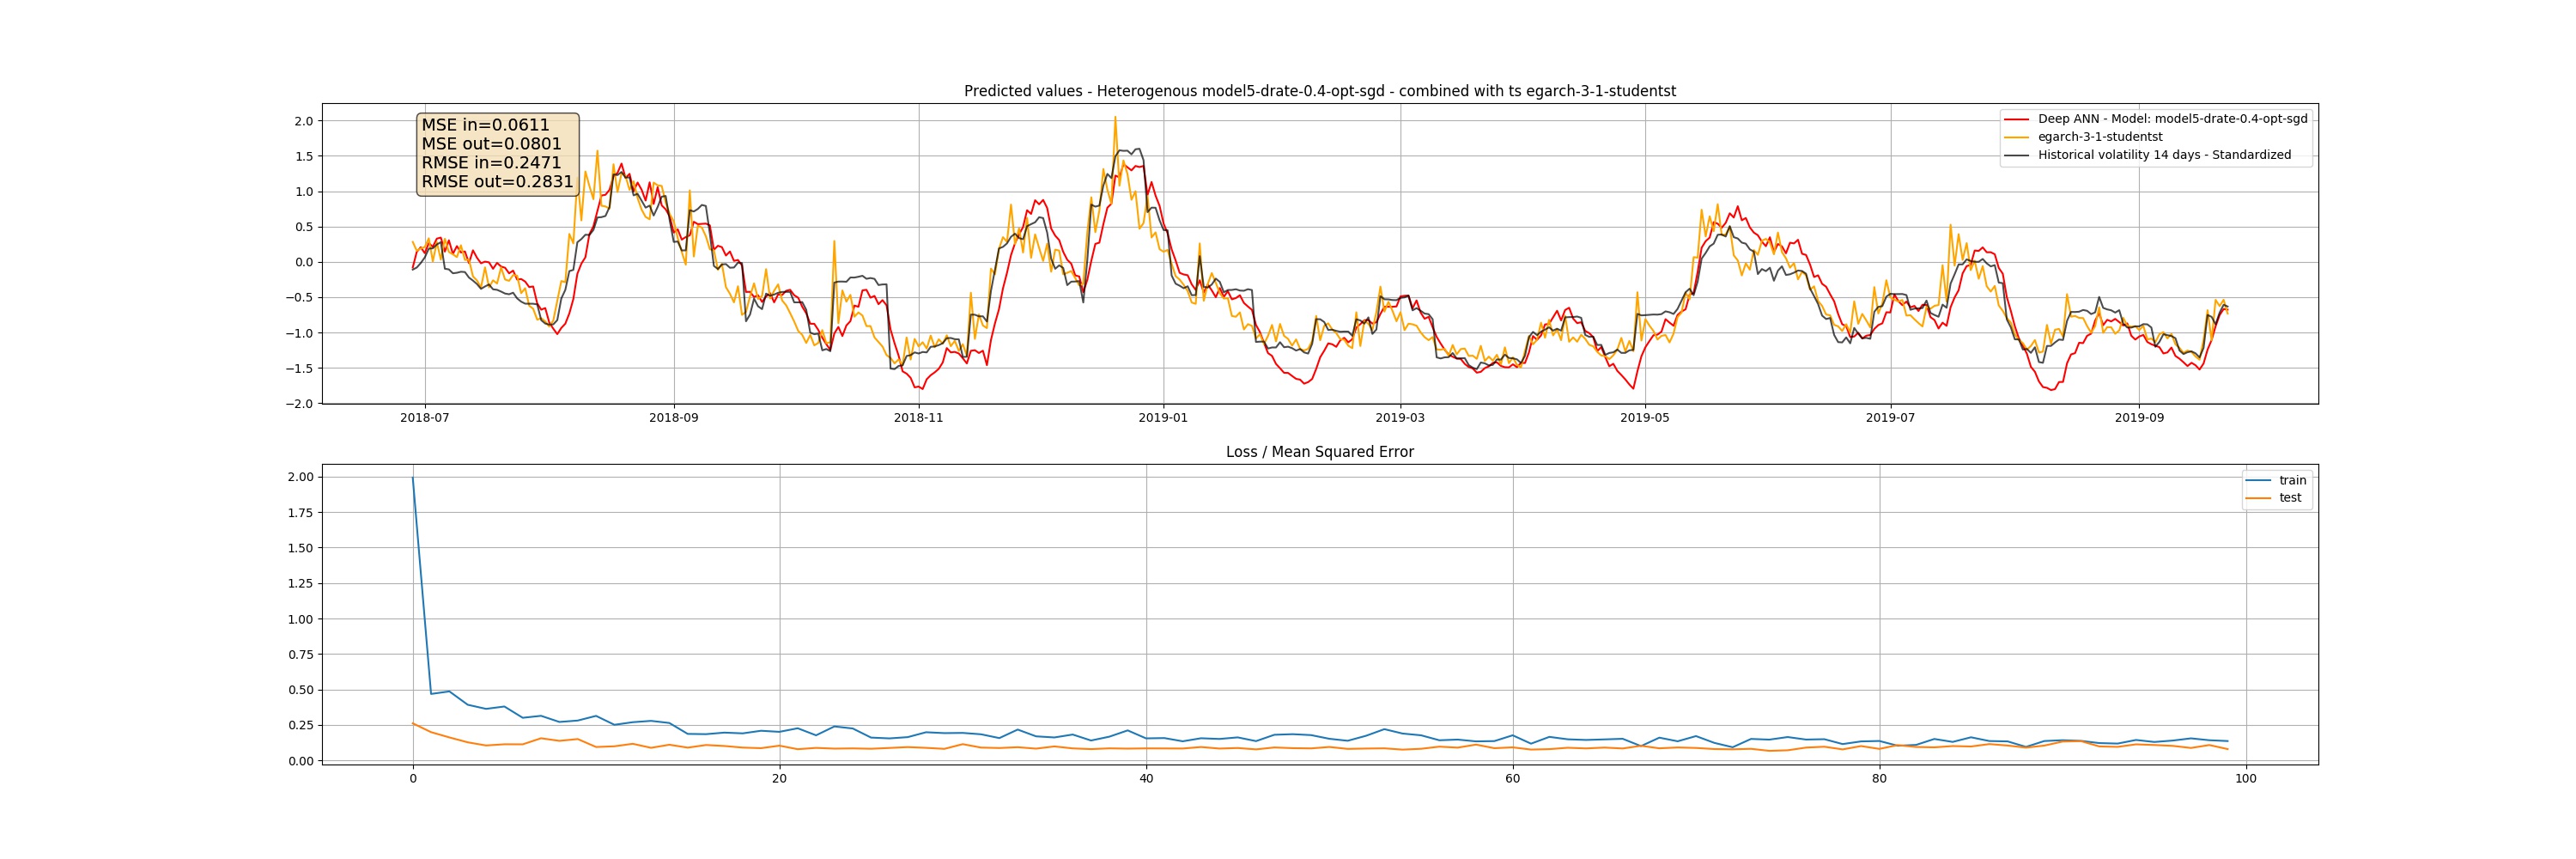 Predicted values - Heterogenous model5-drate-0.4-opt-sgd - combined with ts egarch-3-1-studentst
MSE in=0.0611
MSE out=0.0801
RMSE in=0.2471
RMSE out=0.2831
Deep ANN - Model: model5-drate-0.4-opt-sgd
egarch-3-1-studentst
Historical volatility 14 days - Standardized
2.0
1.5
1.0
0.5
0.0
−0.5
−1.0
−1.5
−2.0
2018-07 2018-09 2018-11 2019-01 2019-03 2019-05 2019-07 2019-09
Loss / Mean Squared Error
train
test
2.00
1.75
1.50
1.25
1.00
0.75
0.50
0.25
0.00
0 20 40 60 80 100